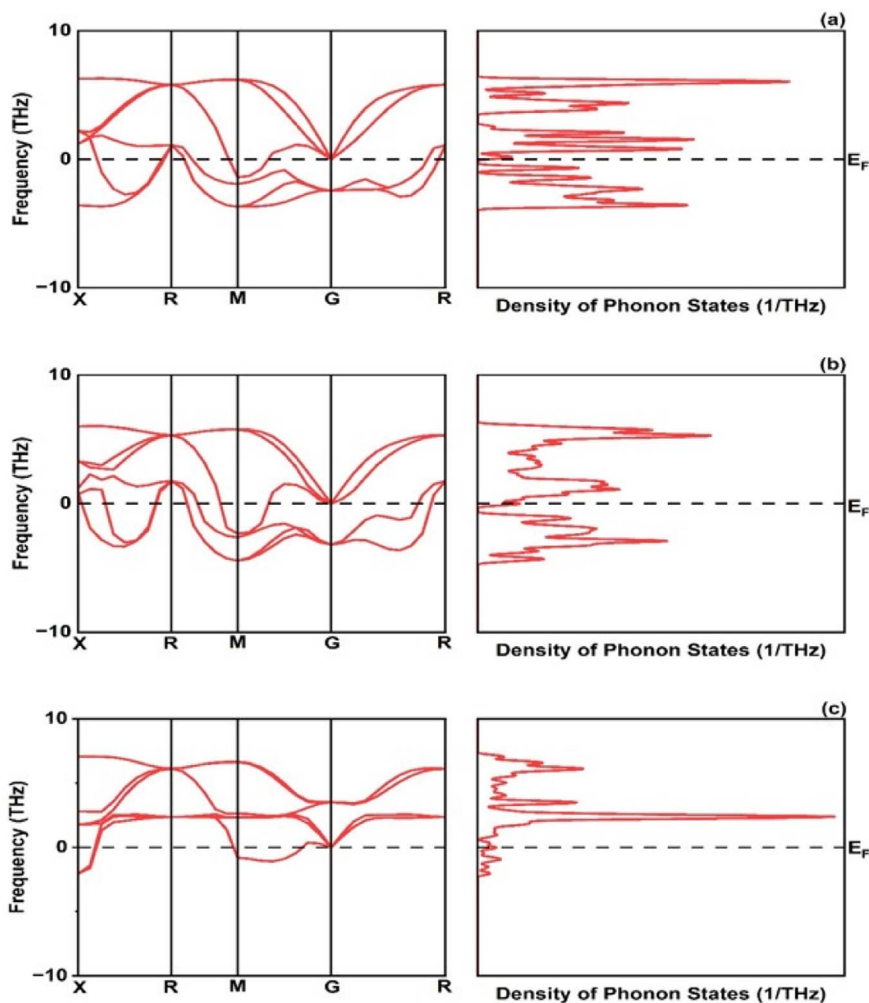 (a)
10
0
−10
Frequency (THz)
X R M G R
E_F
Density of Phonon States (1/THz)
(b)
10
0
−10
Frequency (THz)
X R M G R
E_F
Density of Phonon States (1/THz)
(c)
10
0
−10
Frequency (THz)
X R M G R
E_F
Density of Phonon States (1/THz)